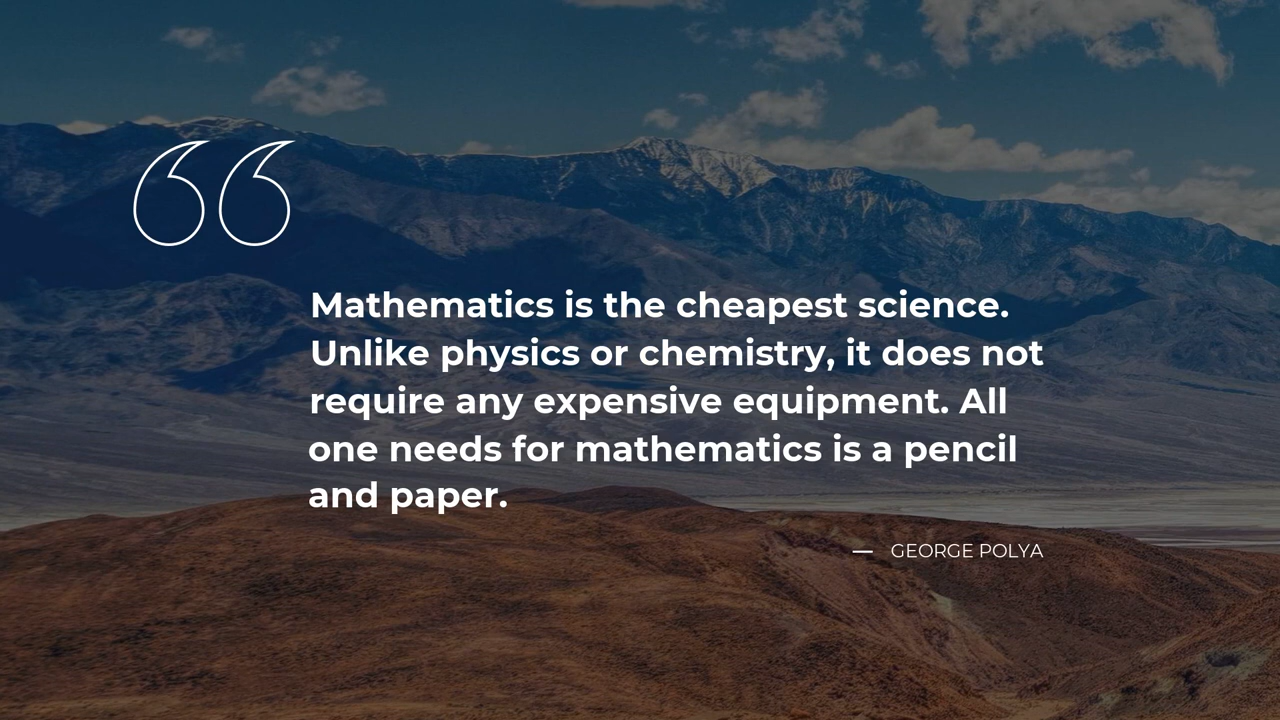 “
Mathematics is the cheapest science.
Unlike physics or chemistry, it does not
require any expensive equipment. All
one needs for mathematics is a pencil
and paper.
— GEORGE POLYA